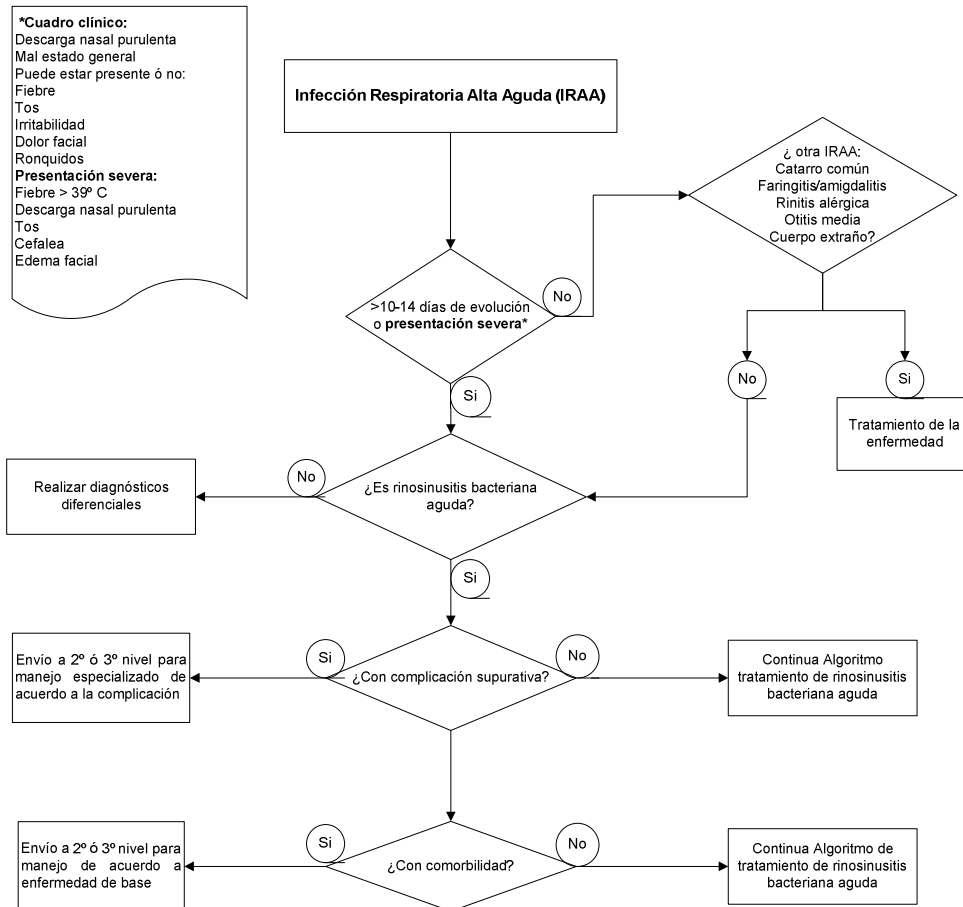 *Cuadro clínico:
Descarga nasal purulenta
Mal estado general
Puede estar presente ó no:
Fiebre
Tos
Irritabilidad
Dolor facial
Ronquidos
Presentación severa:
Fiebre > 39º C
Descarga nasal purulenta
Tos
Cefalea
Edema facial
Infección Respiratoria Alta Aguda (IRAA)
¿ otra IRAA:
Catarro común
Faringitis/amigdalitis
Rinitis alérgica
Otitis media
Cuerpo extraño?
>10-14 días de evolución
o presentación severa*
No
Si
No
Si
Tratamiento de la
enfermedad
¿Es rinosinusitis bacteriana
aguda?
No
Realizar diagnósticos
diferenciales
Si
¿Con complicación supurativa?
Si
Envío a 2º ó 3º nivel para
manejo especializado de
acuerdo a la complicación
No
Continua Algoritmo
tratamiento de rinosinusitis
bacteriana aguda
¿Con comorbilidad?
Si
Envío a 2º ó 3º nivel para
manejo de acuerdo a
enfermedad de base
No
Continua Algoritmo de
tratamiento de rinosinusitis
bacteriana aguda